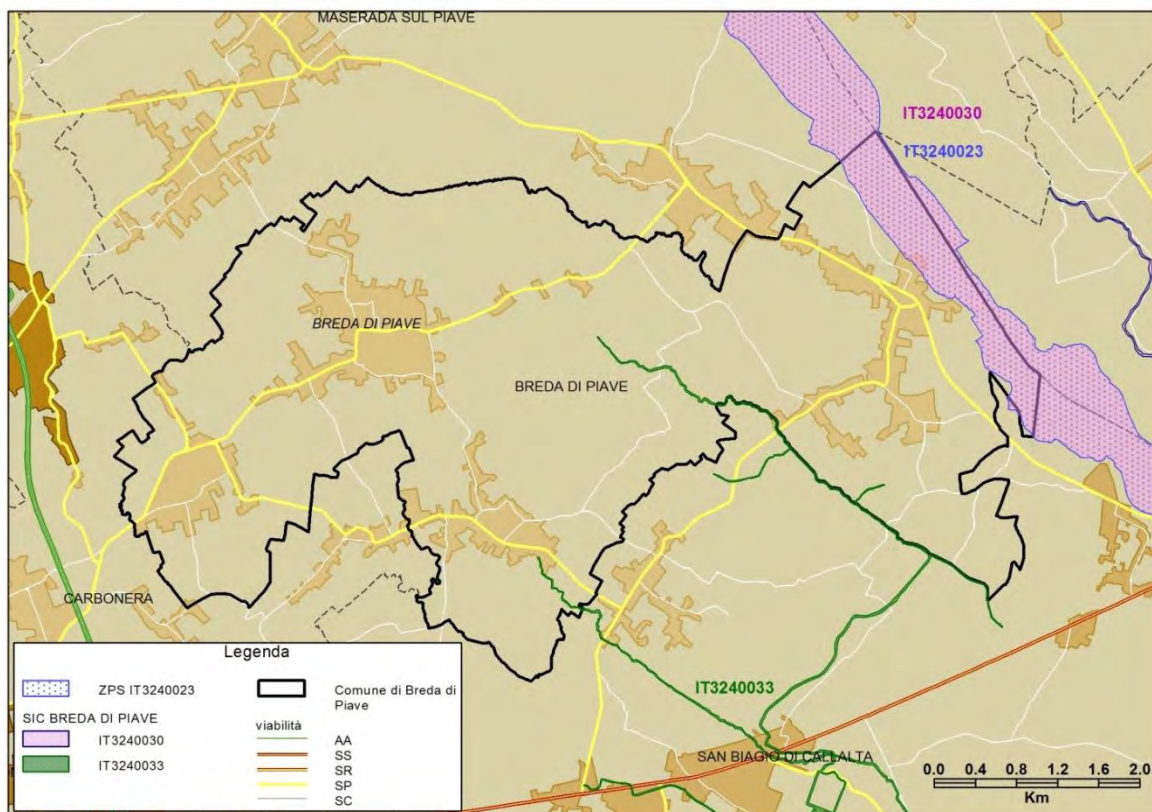 MASERADA SUL PIAVE
IT3240030
IT3240023
BREDA DI PIAVE
BREDA DI PIAVE
CARBONERA
IT3240033
SAN BIAGIO DI CALLALTA
Legenda
ZPS IT3240023
SIC BREDA DI PIAVE
IT3240030
IT3240033
Comune di Breda di
Piave
viabilità
AA
SS
SR
SP
SC
0.0 0.4 0.8 1.2 1.6 2.0
Km